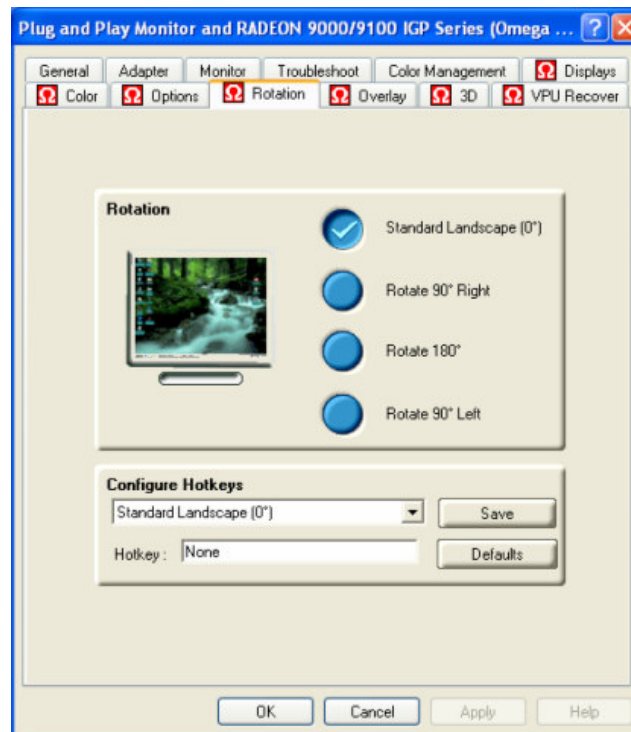 Plug and Play Monitor and RADEON 9000/9100 IGP Series (Omega ...
General Adapter Monitor Troubleshoot Color Management Displays
Color Options Rotation Overlay 3D VPU Recover
Rotation
Standard Landscape (0°)
Rotate 90° Right
Rotate 180°
Rotate 90° Left
Configure Hotkeys
Standard Landscape (0°) Save
Hotkey : None Defaults
OK Cancel Apply Help